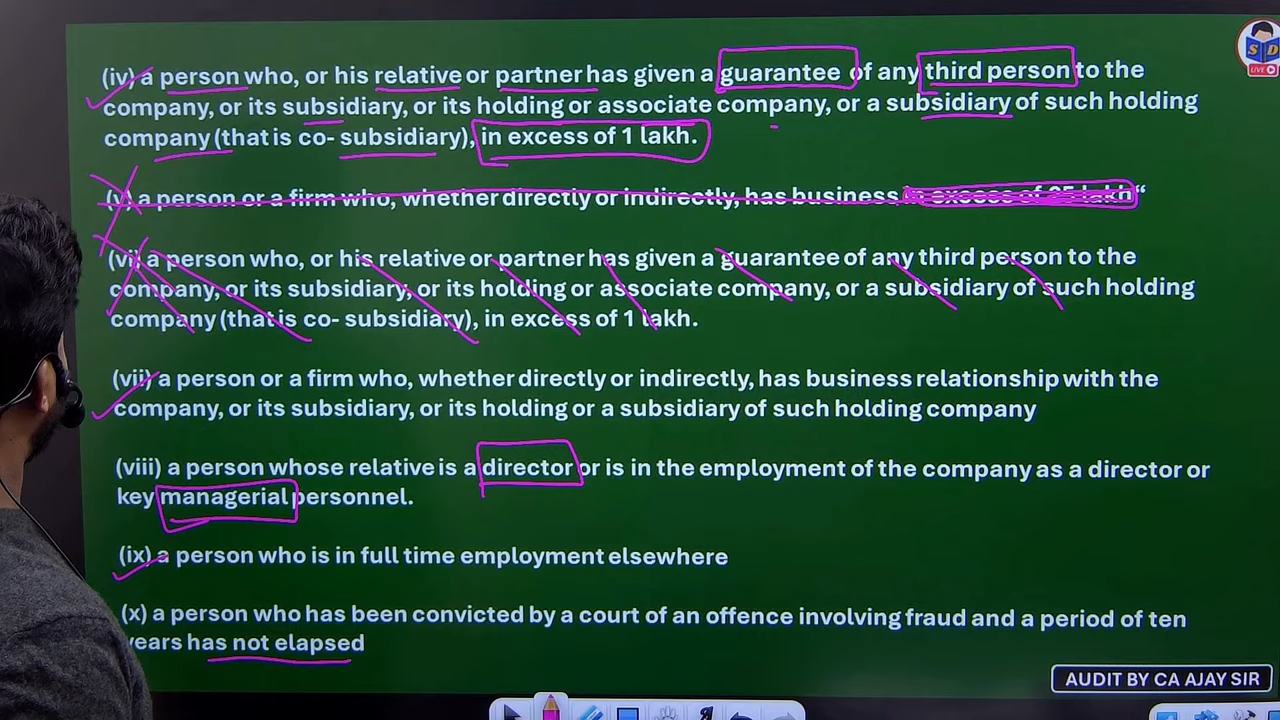 (iv) a person who, or his relative or partner has given a guarantee of any third person to the
company, or its subsidiary, or its holding or associate company, or a subsidiary of such holding
company (that is co- subsidiary), in excess of 1 lakh.
(v) a person or a firm who, whether directly or indirectly, has business in excess of 25 lakh“
(vi) a person who, or his relative or partner has given a guarantee of any third person to the
company, or its subsidiary, or its holding or associate company, or a subsidiary of such holding
company (that is co- subsidiary), in excess of 1 lakh.
(vii) a person or a firm who, whether directly or indirectly, has business relationship with the
company, or its subsidiary, or its holding or a subsidiary of such holding company
(viii) a person whose relative is a director or is in the employment of the company as a director or
key managerial personnel.
(ix) a person who is in full time employment elsewhere
(x) a person who has been convicted by a court of an offence involving fraud and a period of ten
years has not elapsed
S D
LIVE
AUDIT BY CA AJAY SIR